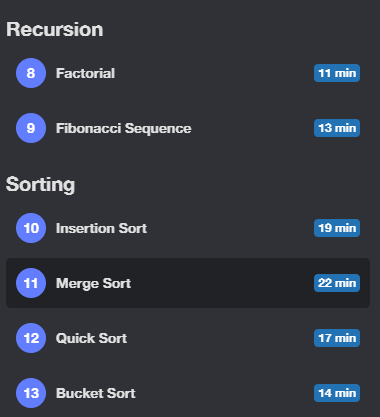 Recursion
8 Factorial 11 min
9 Fibonacci Sequence 13 min
Sorting
10 Insertion Sort 19 min
11 Merge Sort 22 min
12 Quick Sort 17 min
13 Bucket Sort 14 min